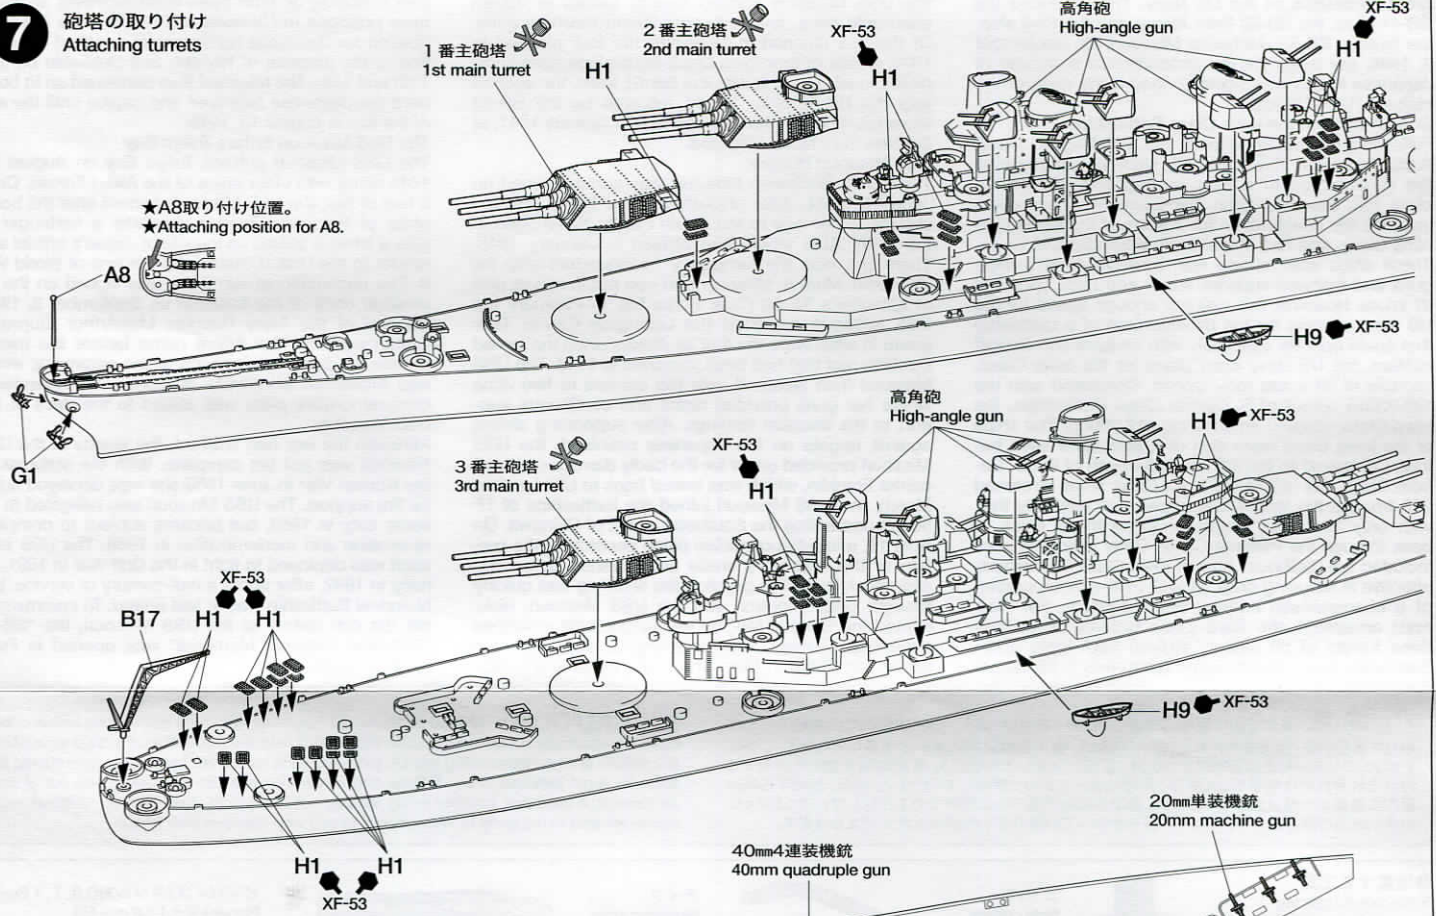 7
砲塔の取り付け
Attaching turrets
1番主砲塔
1st main turret
H1
2番主砲塔
2nd main turret
XF-53
H1
高角砲
High-angle gun
XF-53
H1
★A8取り付け位置。
★Attaching position for A8.
A8
G1
H9
XF-53
高角砲
High-angle gun
H1
XF-53
XF-53
H1
3番主砲塔
3rd main turret
XF-53
B17
H1
H1
H9
XF-53
H1
H1
XF-53
20mm単装機銃
20mm machine gun
40mm4連装機銃
40mm quadruple gun